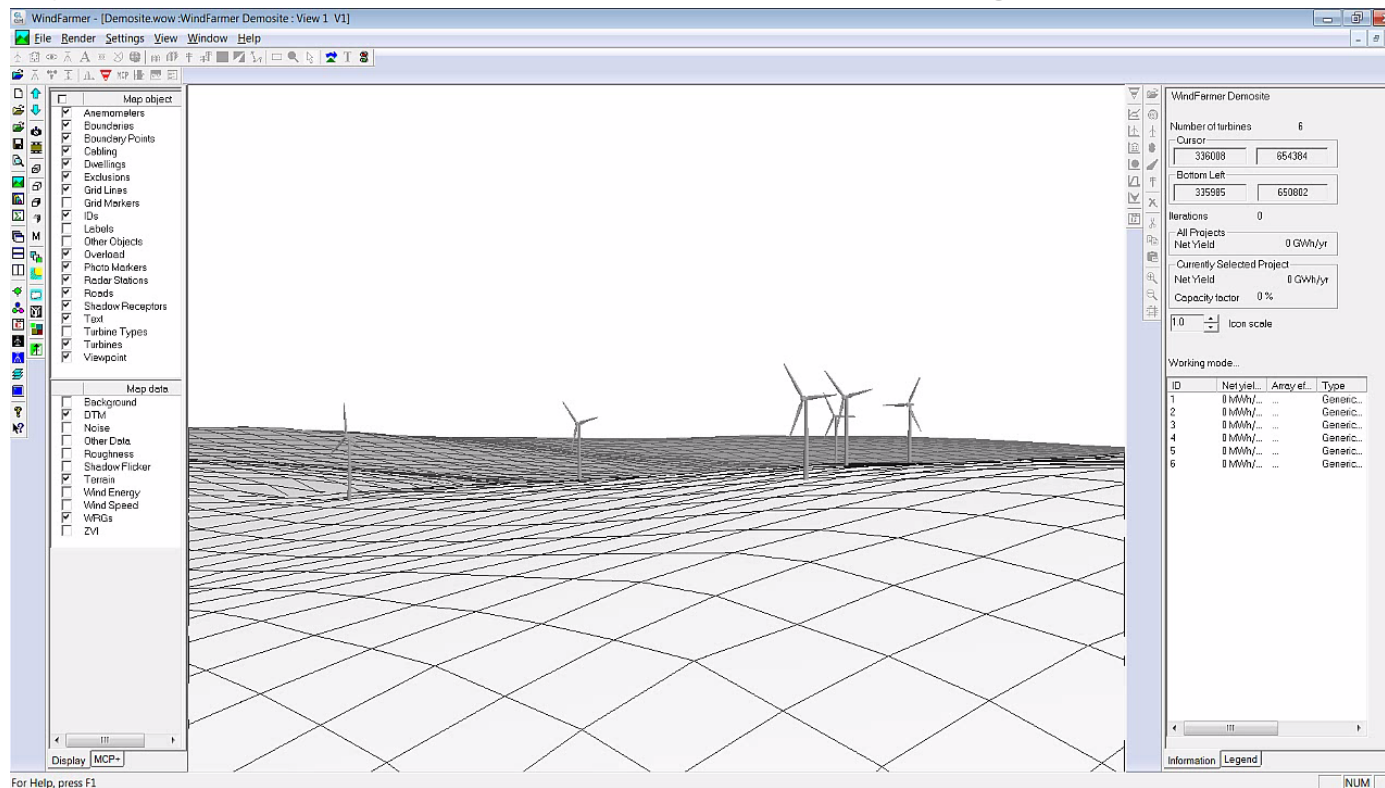 WindFarmer - [Demosite.wow :WindFarmer Demosite : View 1 V1]
File Render Settings View Window Help
MCP
Map object
Anemometers
Bounderies
Boundery Points
Cabling
Dwellings
Exclusions
Grid Lines
Grid Markers
IDs
Labels
Other Objects
Overload
Photo Markers
Radar Stations
Roads
Shadow Receptors
Text
Turbine Types
Turbines
Viewpoint
Map data
Background
DTM
Noise
Other Data
Roughness
Shadow Flicker
Terrain
Wind Energy
Wind Speed
WRGs
ZVI
Display MCP+
WindFarmer Demosite
Number of turbines 6
Cursor
336008 654384
Bottom Left
335985 650802
Iterations 0
All Projects
Net Yield 0 GWh/yr
Currently Selected Project
Net Yield 0 GWh/yr
Capacity factor 0 %
1.0 Icon scale
Working mode...
ID Net yiel... Array ef... Type
1 0 MWh/... ... Generic...
2 0 MWh/... ... Generic...
3 0 MWh/... ... Generic...
4 0 MWh/... ... Generic...
5 0 MWh/... ... Generic...
6 0 MWh/... ... Generic...
Information Legend
For Help, press F1
NUM